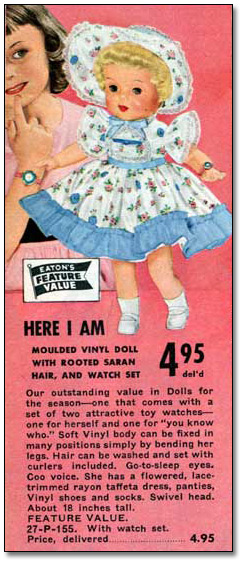 EATON'S
FEATURE
VALUE
HERE I AM
MOULDED VINYL DOLL
WITH ROOTED SARAN
HAIR, AND WATCH SET
4.95
del'd
Our outstanding value in Dolls for
the season—one that comes with a
set of two attractive toy watches—
one for herself and one for "you know
who." Soft Vinyl body can be fixed in
many positions simply by bending her
legs. Hair can be washed and set with
curlers included. Go-to-sleep eyes.
Coo voice. She has a flowered, lace-
trimmed rayon taffeta dress, panties,
Vinyl shoes and socks. Swivel head.
About 18 inches tall.
FEATURE VALUE.
27-P-155. With watch set.
Price, delivered.................. 4.95